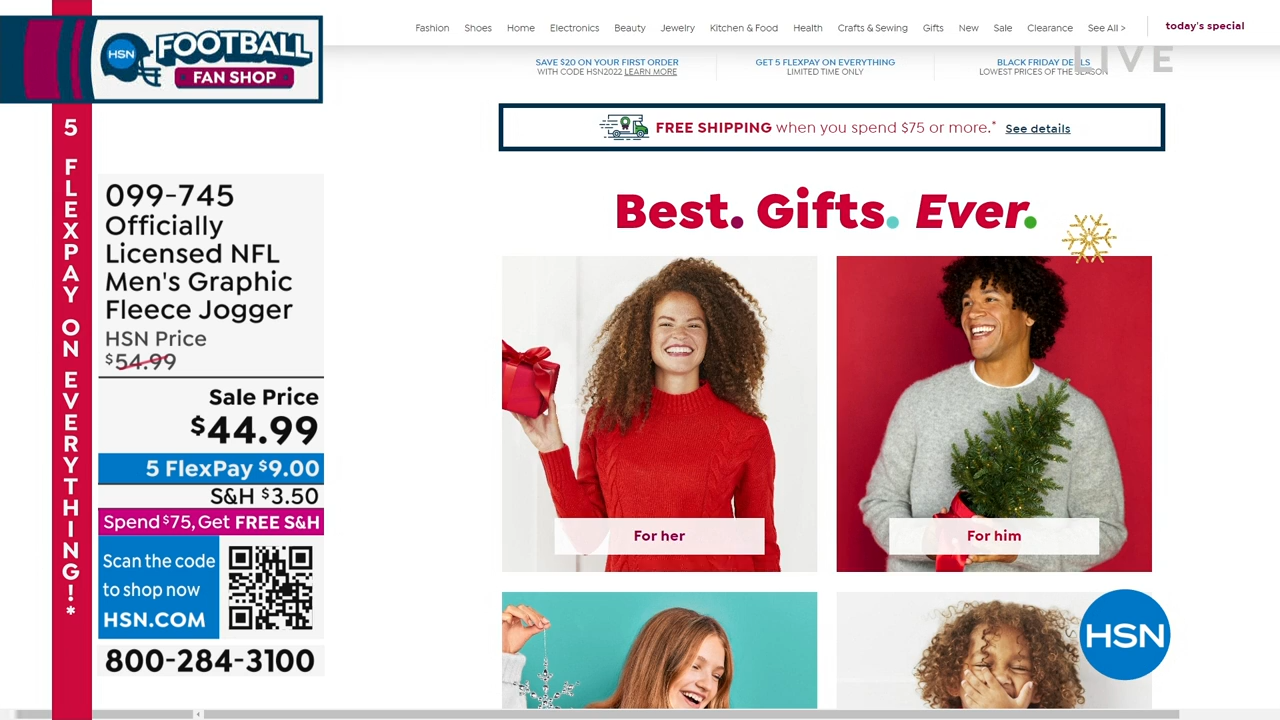 HSN
FOOTBALL
FAN SHOP
5 FLEXPAY ON EVERYTHING!*
099-745
Officially
Licensed NFL
Men's Graphic
Fleece Jogger
HSN Price
$54.99
Sale Price
$44.99
5 FlexPay $9.00
S&H $3.50
Spend $75, Get FREE S&H
Scan the code
to shop now
HSN.COM
800-284-3100
Fashion Shoes Home Electronics Beauty Jewelry Kitchen & Food Health Crafts & Sewing Gifts New Sale Clearance See All > today's special
LIVE
SAVE $20 ON YOUR FIRST ORDER
WITH CODE HSN2022 LEARN MORE
GET 5 FLEXPAY ON EVERYTHING
LIMITED TIME ONLY
BLACK FRIDAY DEALS
LOWEST PRICES OF THE SEASON
FREE SHIPPING when you spend $75 or more.* See details
Best. Gifts. Ever.
For her
For him
HSN